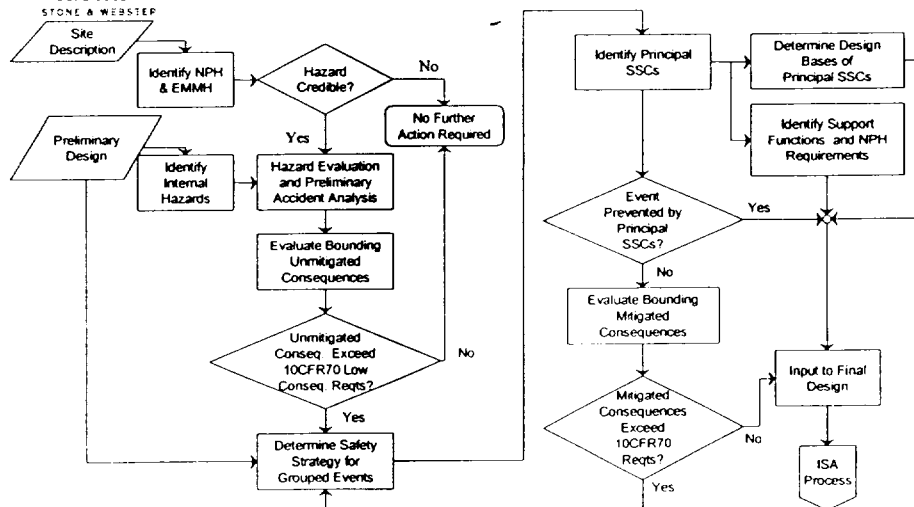 STONE & WEBSTER
Site
Description
Identify NPH
& EMMH
Hazard
Credible?
No
No Further
Action Required
Yes
Preliminary
Design
Identify
Internal
Hazards
Hazard Evaluation
and Preliminary
Accident Analysis
Evaluate Bounding
Unmitigated
Consequences
Unmitigated
Conseq. Exceed
10CFR70 Low
Conseq. Reqts?
No
Yes
Determine Safety
Strategy for
Grouped Events
Identify Principal
SSCs
Determine Design
Bases of
Principal SSCs
Identify Support
Functions and NPH
Requirements
Event
Prevented by
Principal
SSCs?
Yes
No
Evaluate Bounding
Mitigated
Consequences
Mitigated
Consequences
Exceed
10CFR70
Reqts?
No
Yes
Input to Final
Design
ISA
Process